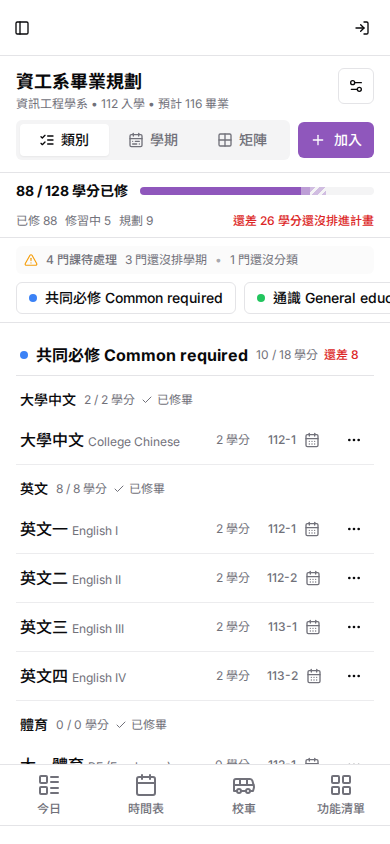 資工系畢業規劃
資訊工程學系 • 112 入學 • 預計 116 畢業
類別 學期 矩陣 加入
88 / 128 學分已修
已修 88 修習中 5 規劃 9 還差 26 學分還沒排進計畫
4 門課待處理 3 門還沒排學期 • 1 門還沒分類
共同必修 Common required 通識 General educ
共同必修 Common required 10 / 18 學分 還差 8
大學中文 2 / 2 學分 已修畢
大學中文 College Chinese 2 學分 112-1
英文 8 / 8 學分 已修畢
英文一 English I 2 學分 112-1
英文二 English II 2 學分 112-2
英文三 English III 2 學分 113-1
英文四 English IV 2 學分 113-2
體育 0 / 0 學分 已修畢
大一體育 0 學分 112-1
今日 時間表 校車 功能清單